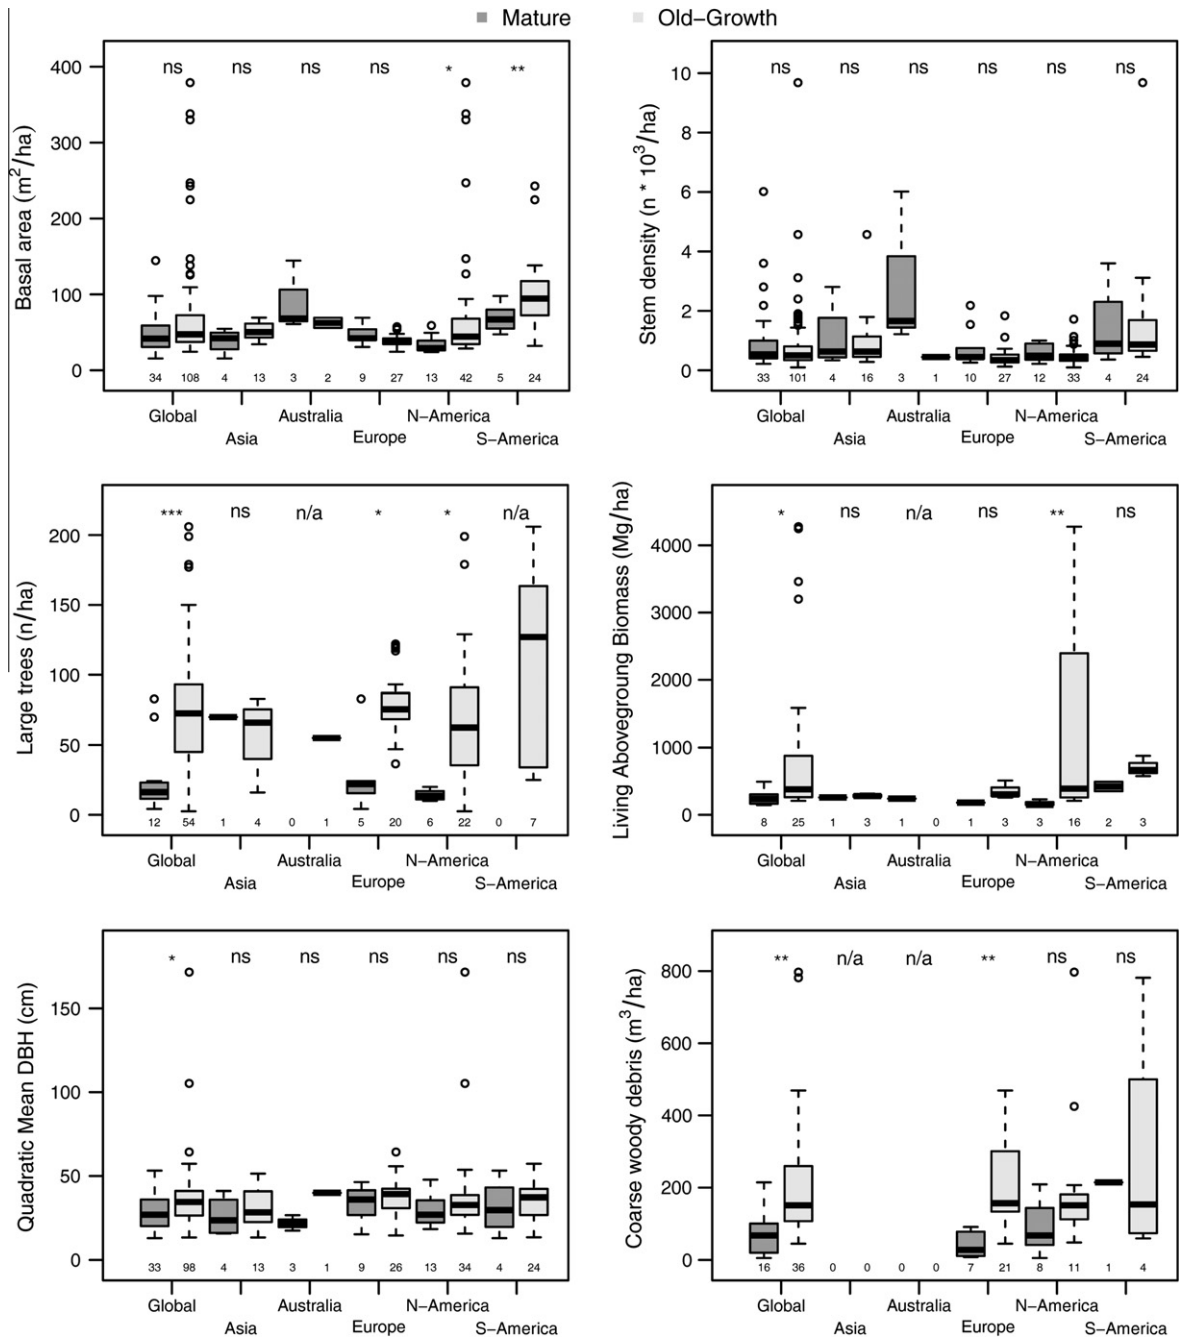 Mature Old−Growth
Basal area (m2/ha)
400
300
200
100
0
ns ns ns ns * **
34 108 4 13 3 2 9 27 13 42 5 24
Global Australia N−America
Asia Europe S−America
Stem density (n * 103/ha)
10
8
6
4
2
0
ns ns ns ns ns ns
33 101 4 16 3 1 10 27 12 33 4 24
Global Australia N−America
Asia Europe S−America
Large trees (n/ha)
200
150
100
50
0
*** ns n/a * * n/a
12 54 1 4 0 1 5 20 6 22 0 7
Global Australia N−America
Asia Europe S−America
Living Abovegroung Biomass (Mg/ha)
4000
3000
2000
1000
0
* ns n/a ns ** ns
8 25 1 3 1 0 1 3 3 16 2 3
Global Australia N−America
Asia Europe S−America
Quadratic Mean DBH (cm)
150
100
50
0
* ns ns ns ns ns
33 98 4 13 3 1 9 26 13 34 4 24
Global Australia N−America
Asia Europe S−America
Coarse woody debris (m3/ha)
800
600
400
200
0
** n/a n/a ** ns ns
16 36 0 0 0 0 7 21 8 11 1 4
Global Australia N−America
Asia Europe S−America